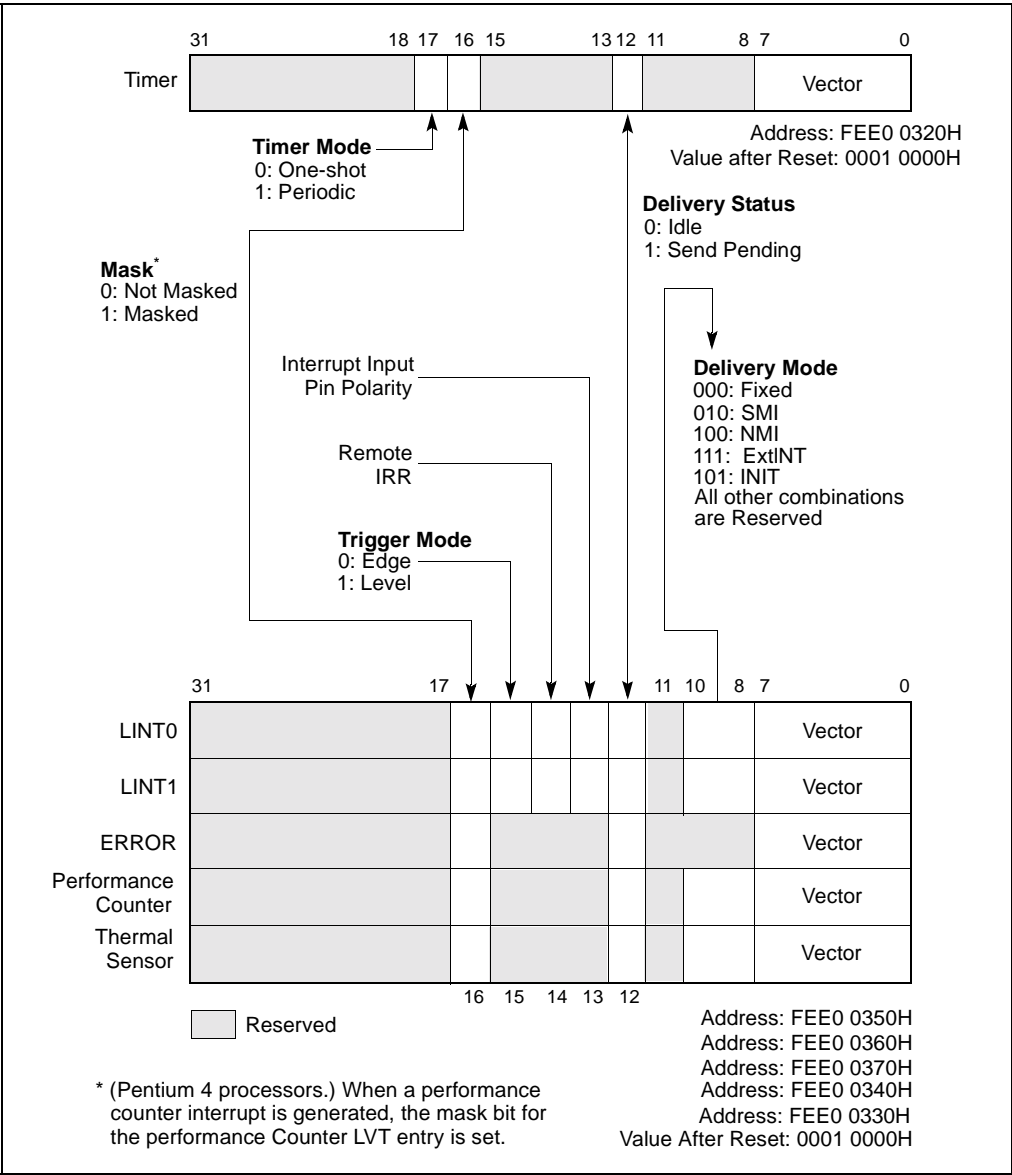 31 18 17 16 15 13 12 11 8 7 0
Timer Vector
Address: FEE0 0320H
Value after Reset: 0001 0000H
Timer Mode
0: One-shot
1: Periodic
Delivery Status
0: Idle
1: Send Pending
Mask*
0: Not Masked
1: Masked
Interrupt Input
Pin Polarity
Delivery Mode
000: Fixed
010: SMI
100: NMI
111: ExtlNT
101: INIT
All other combinations
are Reserved
Remote
IRR
Trigger Mode
0: Edge
1: Level
31 17 11 10 8 7 0
LINT0 Vector
LINT1 Vector
ERROR Vector
Performance
Counter Vector
Thermal
Sensor Vector
16 15 14 13 12
Reserved
Address: FEE0 0350H
Address: FEE0 0360H
Address: FEE0 0370H
Address: FEE0 0340H
Address: FEE0 0330H
Value After Reset: 0001 0000H
* (Pentium 4 processors.) When a performance
counter interrupt is generated, the mask bit for
the performance Counter LVT entry is set.